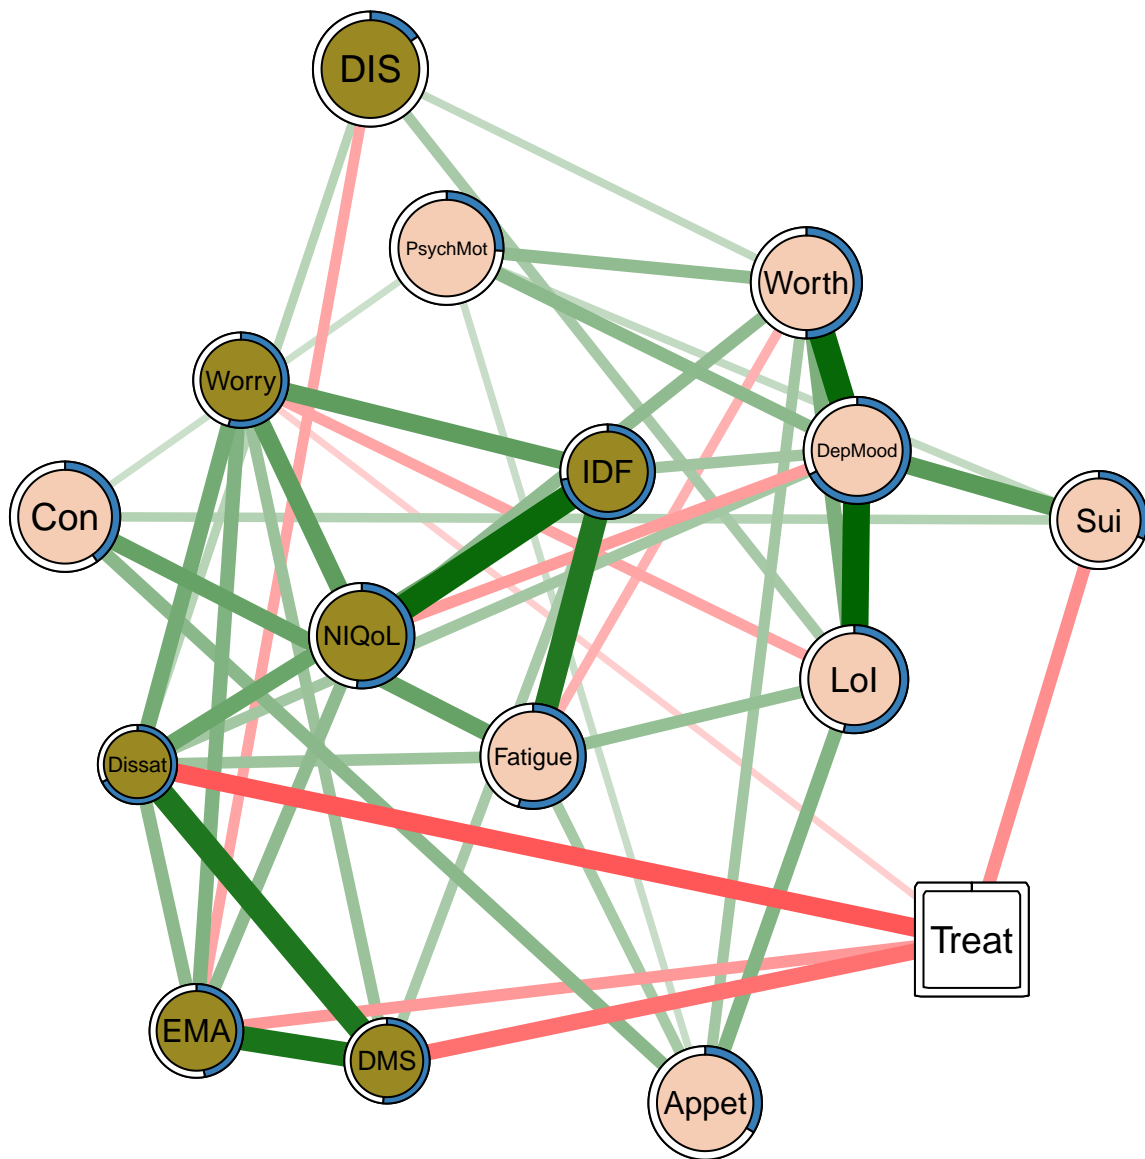 DIS
PsychMot
Worth
Worry
DepMood
IDF
Con
Sui
NIQoL
LoI
Fatigue
Dissat
Treat
EMA
DMS
Appet